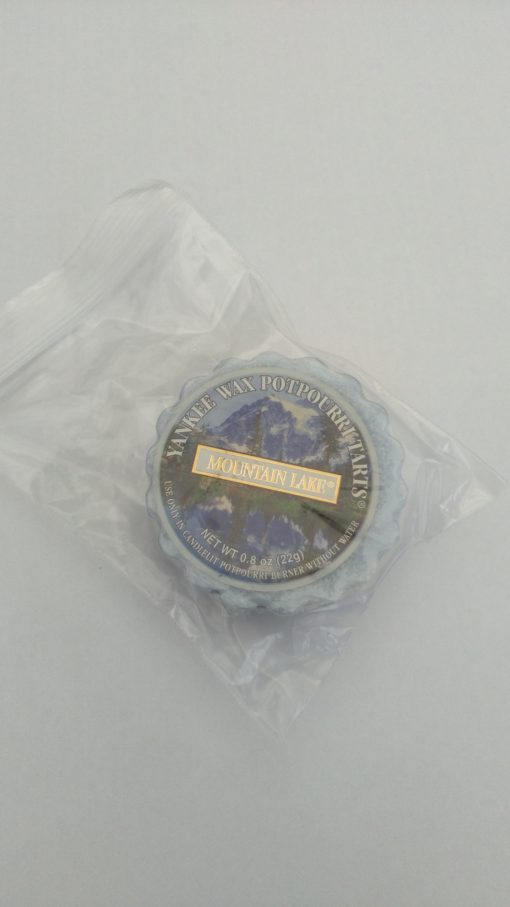 YANKEE WAX POTPOURRI TARTS®
MOUNTAIN LAKE®
NET WT 0.8 oz (22g)
USE ONLY IN CANDLELIT POTPOURRI BURNER WITHOUT WATER